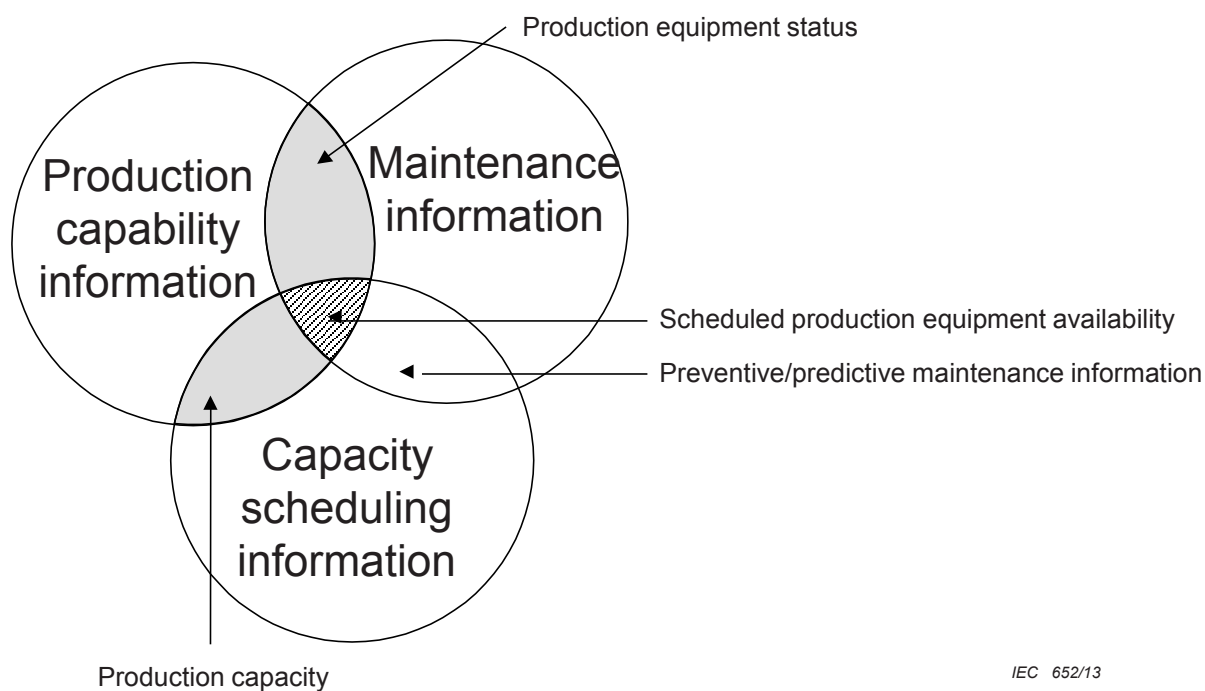 Production equipment status
Production
capability
information
Maintenance
information
Scheduled production equipment availability
Preventive/predictive maintenance information
Capacity
scheduling
information
Production capacity
IEC 652/13